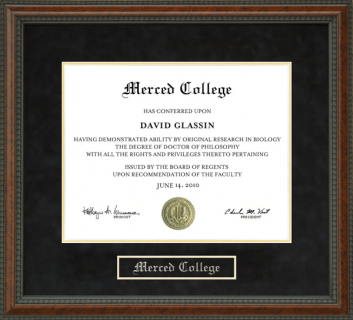 Merced College
HAS CONFERRED UPON
DAVID GLASSIN
HAVING DEMONSTRATED ABILITY BY ORIGINAL RESEARCH IN BIOLOGY
THE DEGREE OF DOCTOR OF PHILOSOPHY
WITH ALL THE RIGHTS AND PRIVILEGES THERETO PERTAINING
ISSUED BY THE BOARD OF REGENTS
UPON RECOMMENDATION OF THE FACULTY
JUNE 14, 2010
PROVOST
PRESIDENT
Merced College